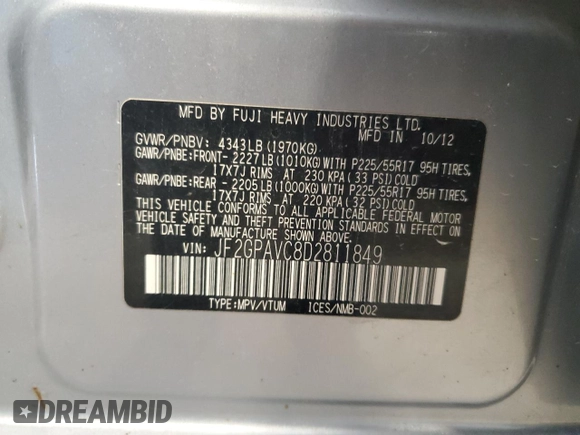 MFD BY FUJI HEAVY INDUSTRIES LTD.
MFD IN 10/12
GVWR/PNBV: 4343LB (1970KG)
GAWR/PNBE:FRONT- 2227LB(1010KG)WITH P225/55R17 95H TIRES,
17X7J RIMS AT 230 KPA(33 PSI)COLD
GAWR/PNBE:REAR - 2205LB(1000KG)WITH P225/55R17 95H TIRES,
17X7J RIMS AT 220 KPA(32 PSI)COLD
THIS VEHICLE CONFORMS TO ALL APPLICABLE FEDERAL MOTOR
VEHICLE SAFETY AND THEFT PREVENTION STANDARDS IN EFFECT ON
THE DATE OF MANUFACTURE SHOWN ABOVE.
VIN: JF2GPAVC8D2811849
TYPE:MPV/VTUM ICES/NMB-002
DREAMBID